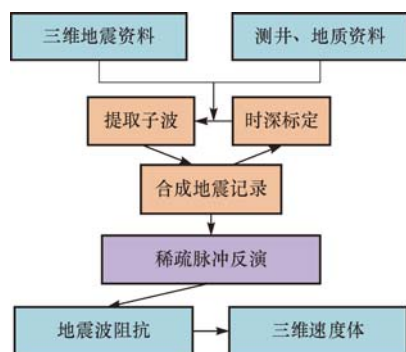 三维地震资料
测井、地质资料
提取子波
时深标定
合成地震记录
稀疏脉冲反演
地震波阻抗
三维速度体